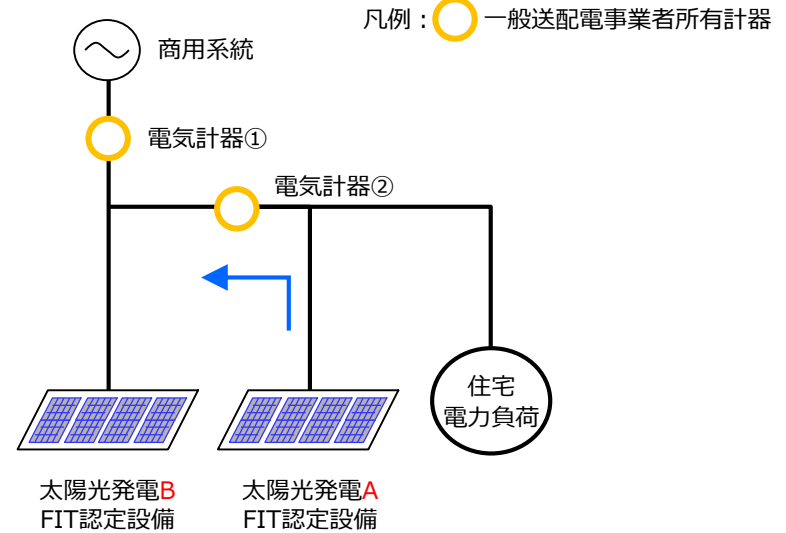 凡例：
一般送配電事業者所有計器
商用系統
電気計器①
電気計器②
住宅
電力負荷
太陽光発電B
FIT認定設備
太陽光発電A
FIT認定設備